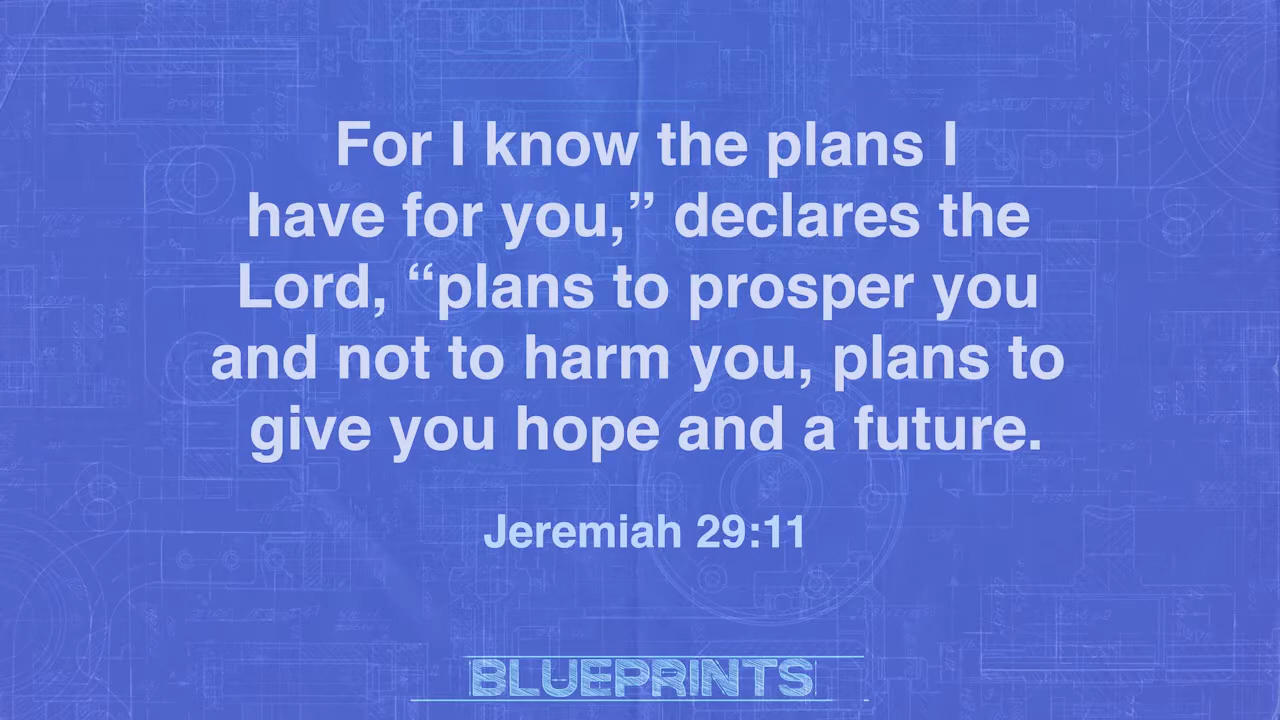 For I know the plans I
have for you,” declares the
Lord, “plans to prosper you
and not to harm you, plans to
give you hope and a future.
Jeremiah 29:11
BLUEPRINTS